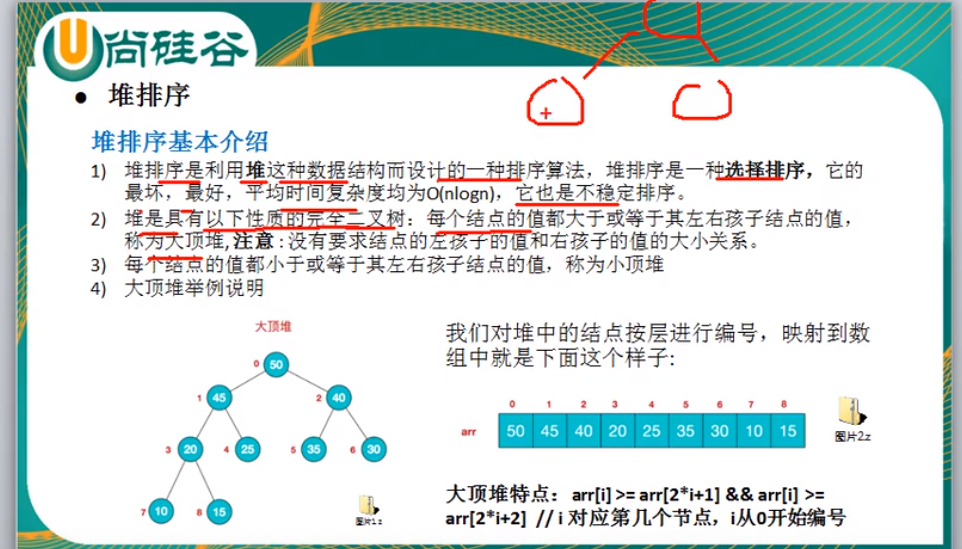 尚硅谷
● 堆排序
堆排序基本介绍
1) 堆排序是利用堆这种数据结构而设计的一种排序算法，堆排序是一种选择排序，它的
最坏，最好，平均时间复杂度均为O(nlogn)，它也是不稳定排序。
2) 堆是具有以下性质的完全二叉树：每个结点的值都大于或等于其左右孩子结点的值，
称为大顶堆, 注意 : 没有要求结点的左孩子的值和右孩子的值的大小关系。
3) 每个结点的值都小于或等于其左右孩子结点的值，称为小顶堆
4) 大顶堆举例说明
大顶堆
0 50
1 45 2 40
3 20 4 25 5 35 6 30
7 10 8 15
图片1.z
我们对堆中的结点按层进行编号，映射到数
组中就是下面这个样子:
0 1 2 3 4 5 6 7 8
arr 50 45 40 20 25 35 30 10 15
图片2.z
大顶堆特点：arr[i] >= arr[2*i+1] && arr[i] >=
arr[2*i+2] // i 对应第几个节点，i从0开始编号